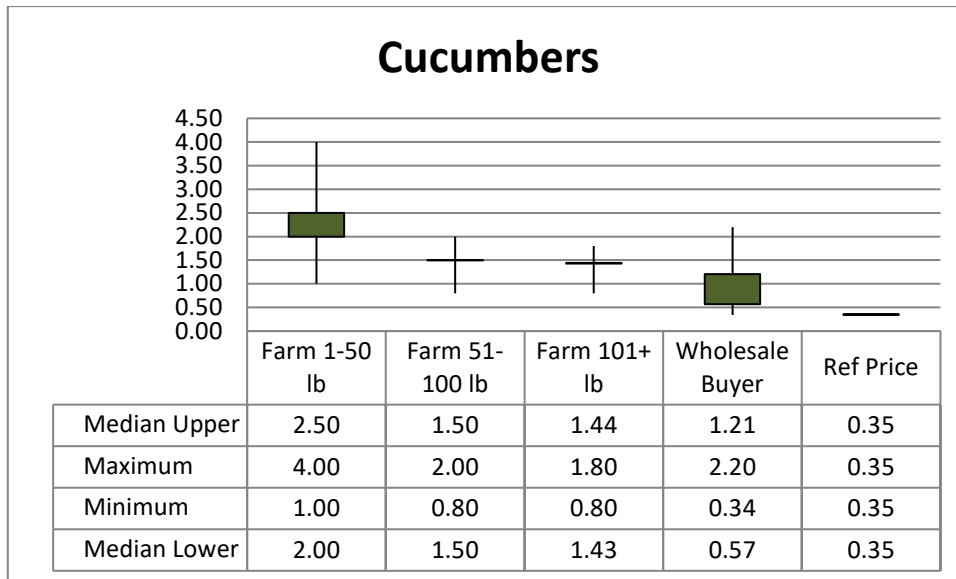 Cucumbers
4.50
4.00
3.50
3.00
2.50
2.00
1.50
1.00
0.50
0.00
Farm 1-50 lb
Farm 51-100 lb
Farm 101+ lb
Wholesale Buyer
Ref Price
Median Upper 2.50 1.50 1.44 1.21 0.35
Maximum 4.00 2.00 1.80 2.20 0.35
Minimum 1.00 0.80 0.80 0.34 0.35
Median Lower 2.00 1.50 1.43 0.57 0.35